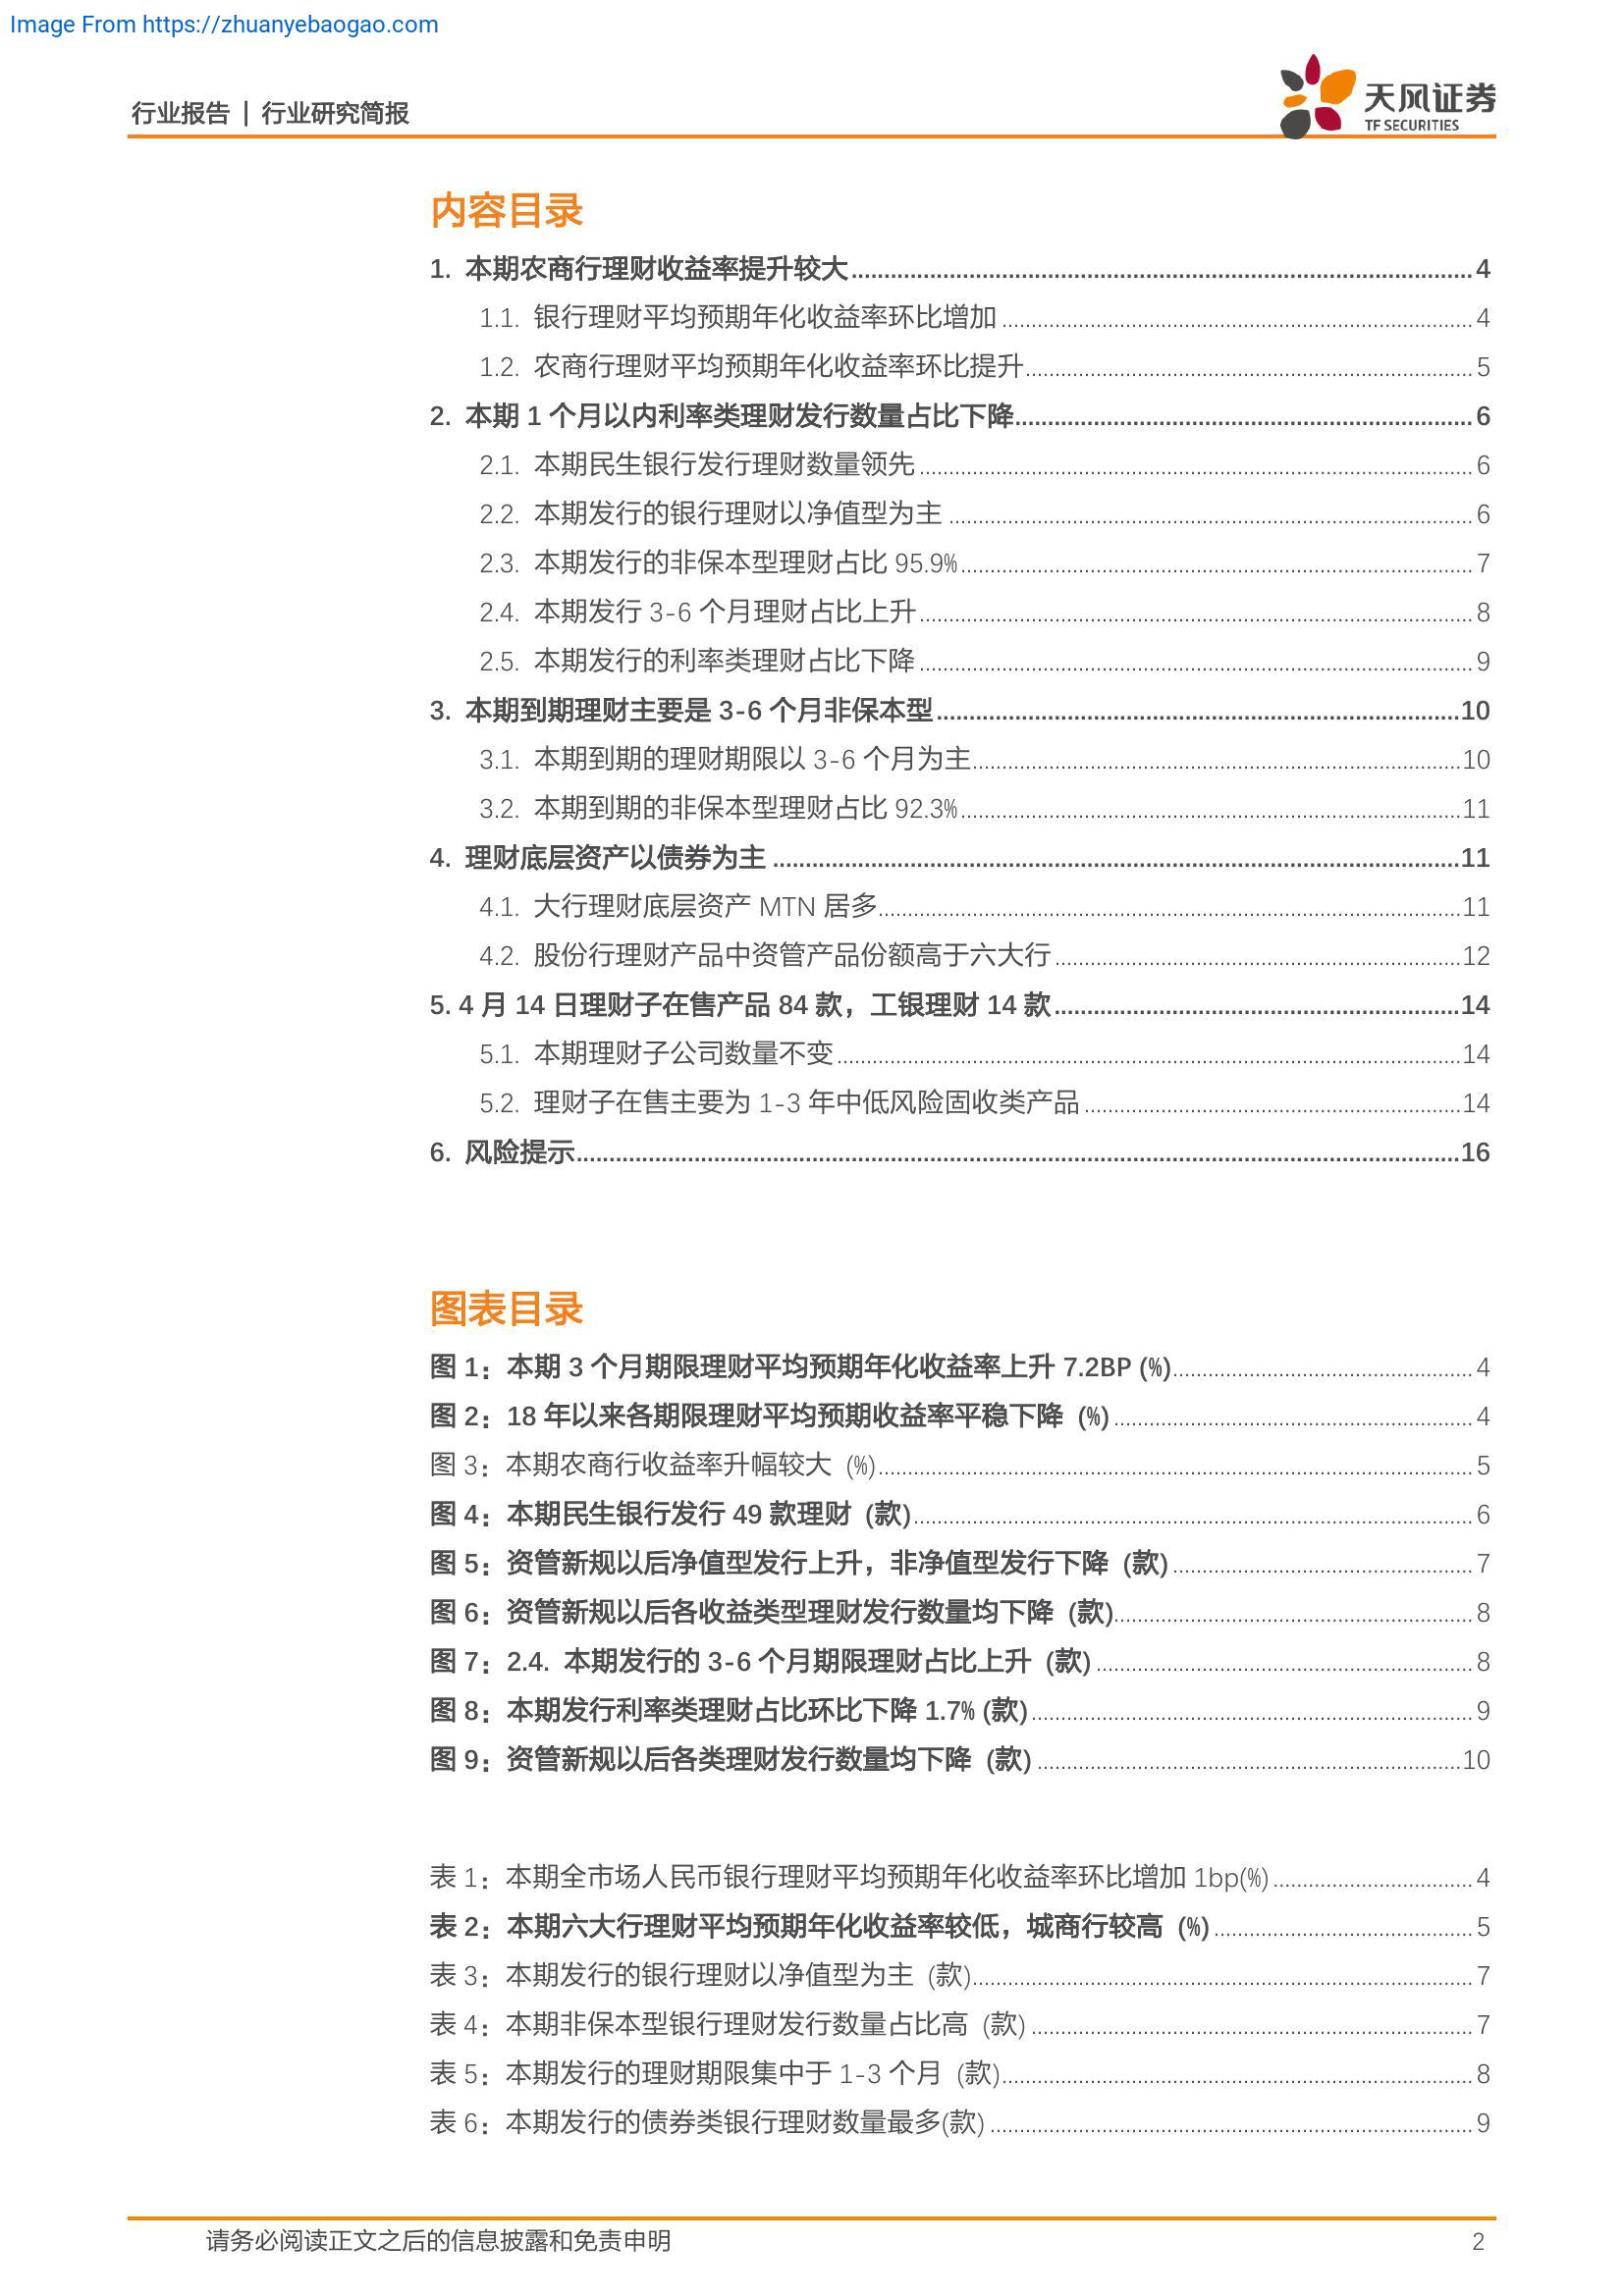 Image From https://zhuanyebaogao.com
行业报告 | 行业研究简报
天风证券
TF SECURITIES
内容目录
1. 本期农商行理财收益率提升较大 4
1.1. 银行理财平均预期年化收益率环比增加 4
1.2. 农商行理财平均预期年化收益率环比提升 5
2. 本期 1 个月以内利率类理财发行数量占比下降 6
2.1. 本期民生银行发行理财数量领先 6
2.2. 本期发行的银行理财以净值型为主 6
2.3. 本期发行的非保本型理财占比 95.9% 7
2.4. 本期发行 3-6 个月理财占比上升 8
2.5. 本期发行的利率类理财占比下降 9
3. 本期到期理财主要是 3-6 个月非保本型 10
3.1. 本期到期的理财期限以 3-6 个月为主 10
3.2. 本期到期的非保本型理财占比 92.3% 11
4. 理财底层资产以债券为主 11
4.1. 大行理财底层资产 MTN 居多 11
4.2. 股份行理财产品中资管产品份额高于六大行 12
5. 4 月 14 日理财子在售产品 84 款，工银理财 14 款 14
5.1. 本期理财子公司数量不变 14
5.2. 理财子在售主要为 1-3 年中低风险固收类产品 14
6. 风险提示 16
图表目录
图 1：本期 3 个月期限理财平均预期年化收益率上升 7.2BP (%) 4
图 2：18 年以来各期限理财平均预期收益率平稳下降 (%) 4
图 3：本期农商行收益率升幅较大 (%) 5
图 4：本期民生银行发行 49 款理财 (款) 6
图 5：资管新规以后净值型发行上升，非净值型发行下降 (款) 7
图 6：资管新规以后各收益类型理财发行数量均下降 (款) 8
图 7：2.4. 本期发行的 3-6 个月期限理财占比上升 (款) 8
图 8：本期发行利率类理财占比环比下降 1.7% (款) 9
图 9：资管新规以后各类理财发行数量均下降 (款) 10
表 1：本期全市场人民币银行理财平均预期年化收益率环比增加 1bp(%) 4
表 2：本期六大行理财平均预期年化收益率较低，城商行较高 (%) 5
表 3：本期发行的银行理财以净值型为主 (款) 7
表 4：本期非保本型银行理财发行数量占比高 (款) 7
表 5：本期发行的理财期限集中于 1-3 个月 (款) 8
表 6：本期发行的债券类银行理财数量最多(款) 9
请务必阅读正文之后的信息披露和免责申明 2